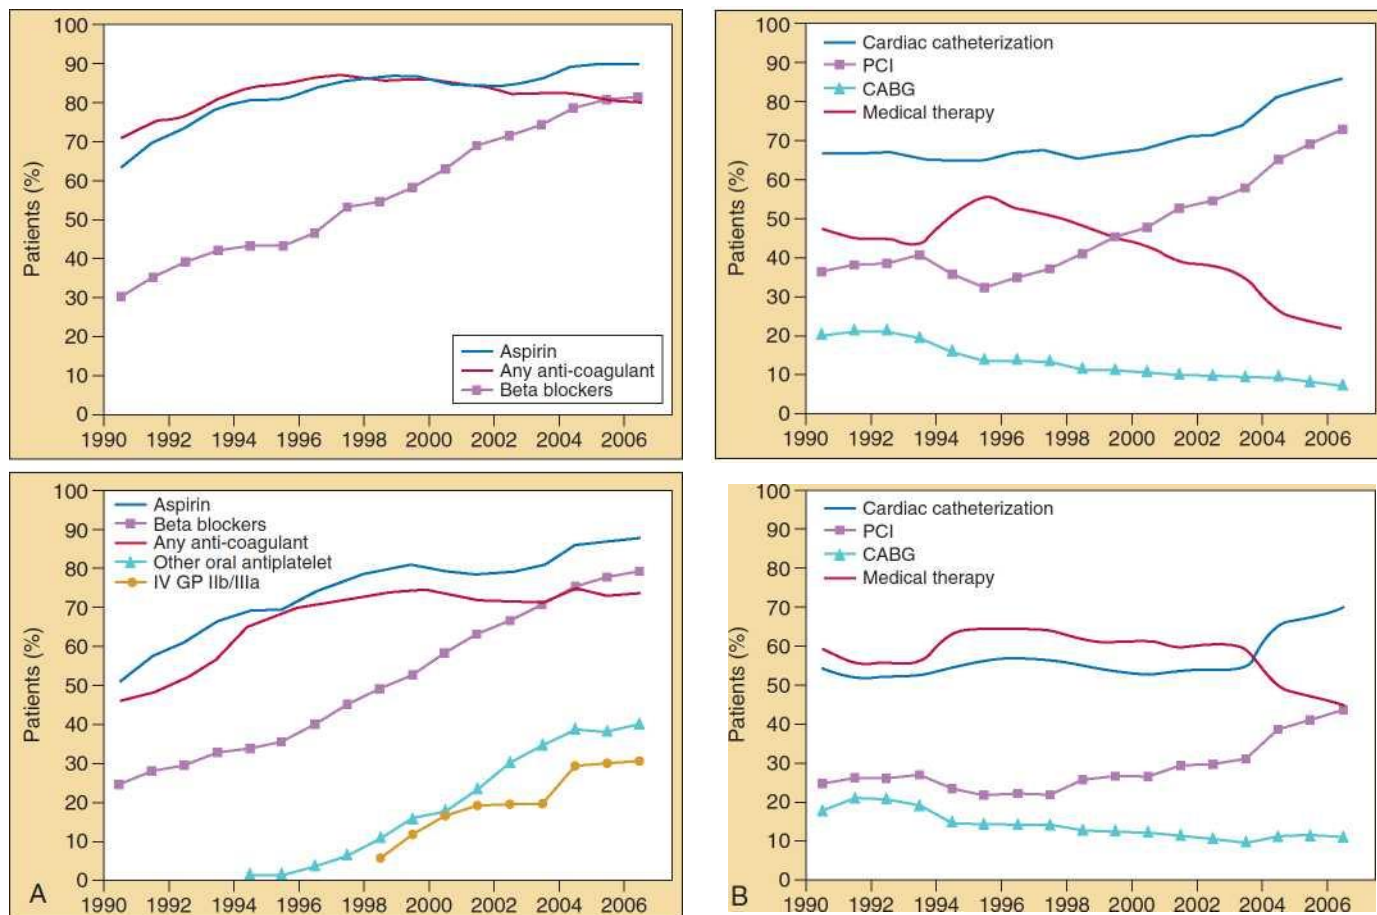 100
90
80
70
60
50
40
30
20
10
0
Patients (%)
Aspirin
Any anti-coagulant
Beta blockers
1990 1992 1994 1996 1998 2000 2002 2004 2006
100
90
80
70
60
50
40
30
20
10
0
Patients (%)
Cardiac catheterization
PCI
CABG
Medical therapy
1990 1992 1994 1996 1998 2000 2002 2004 2006
100
90
80
70
60
50
40
30
20
10
0
Patients (%)
Aspirin
Beta blockers
Any anti-coagulant
Other oral antiplatelet
IV GP IIb/IIIa
A
1990 1992 1994 1996 1998 2000 2002 2004 2006
100
90
80
70
60
50
40
30
20
10
0
Patients (%)
Cardiac catheterization
PCI
CABG
Medical therapy
B
1990 1992 1994 1996 1998 2000 2002 2004 2006